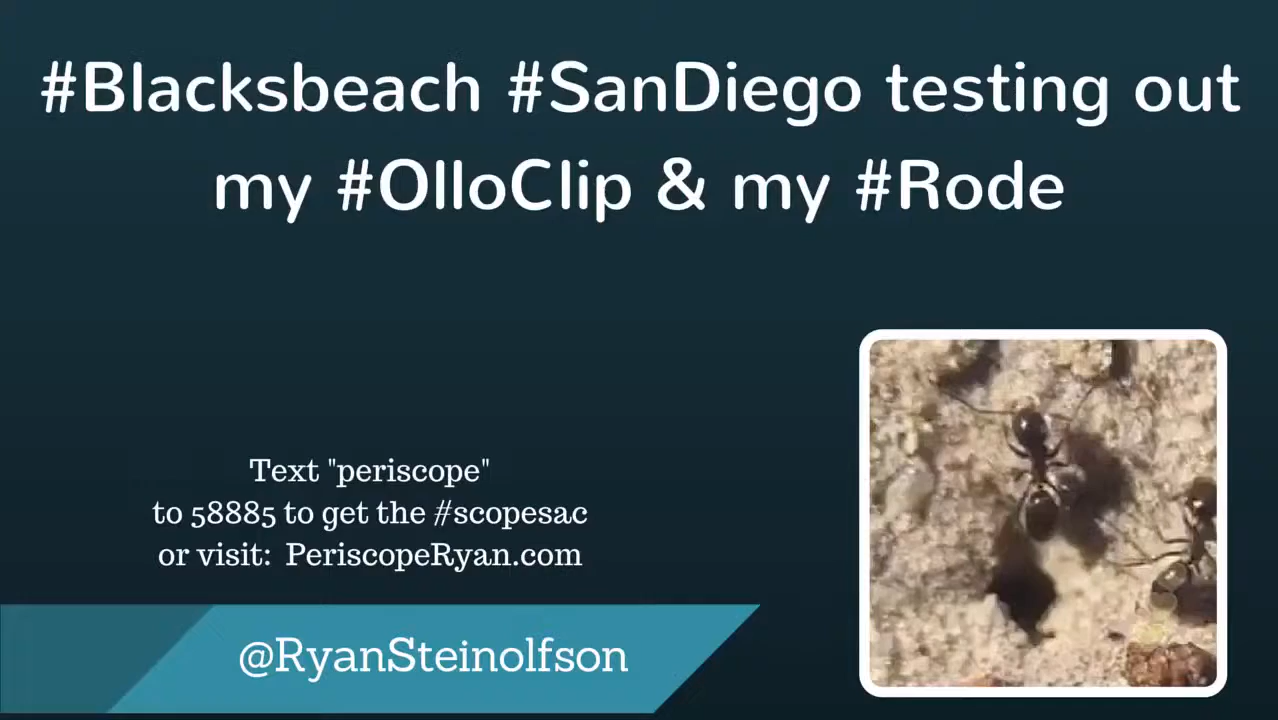 #Blacksbeach #SanDiego testing out
my #OlloClip & my #Rode
Text "periscope"
to 58885 to get the #scopesac
or visit: PeriscopeRyan.com
@RyanSteinolfson